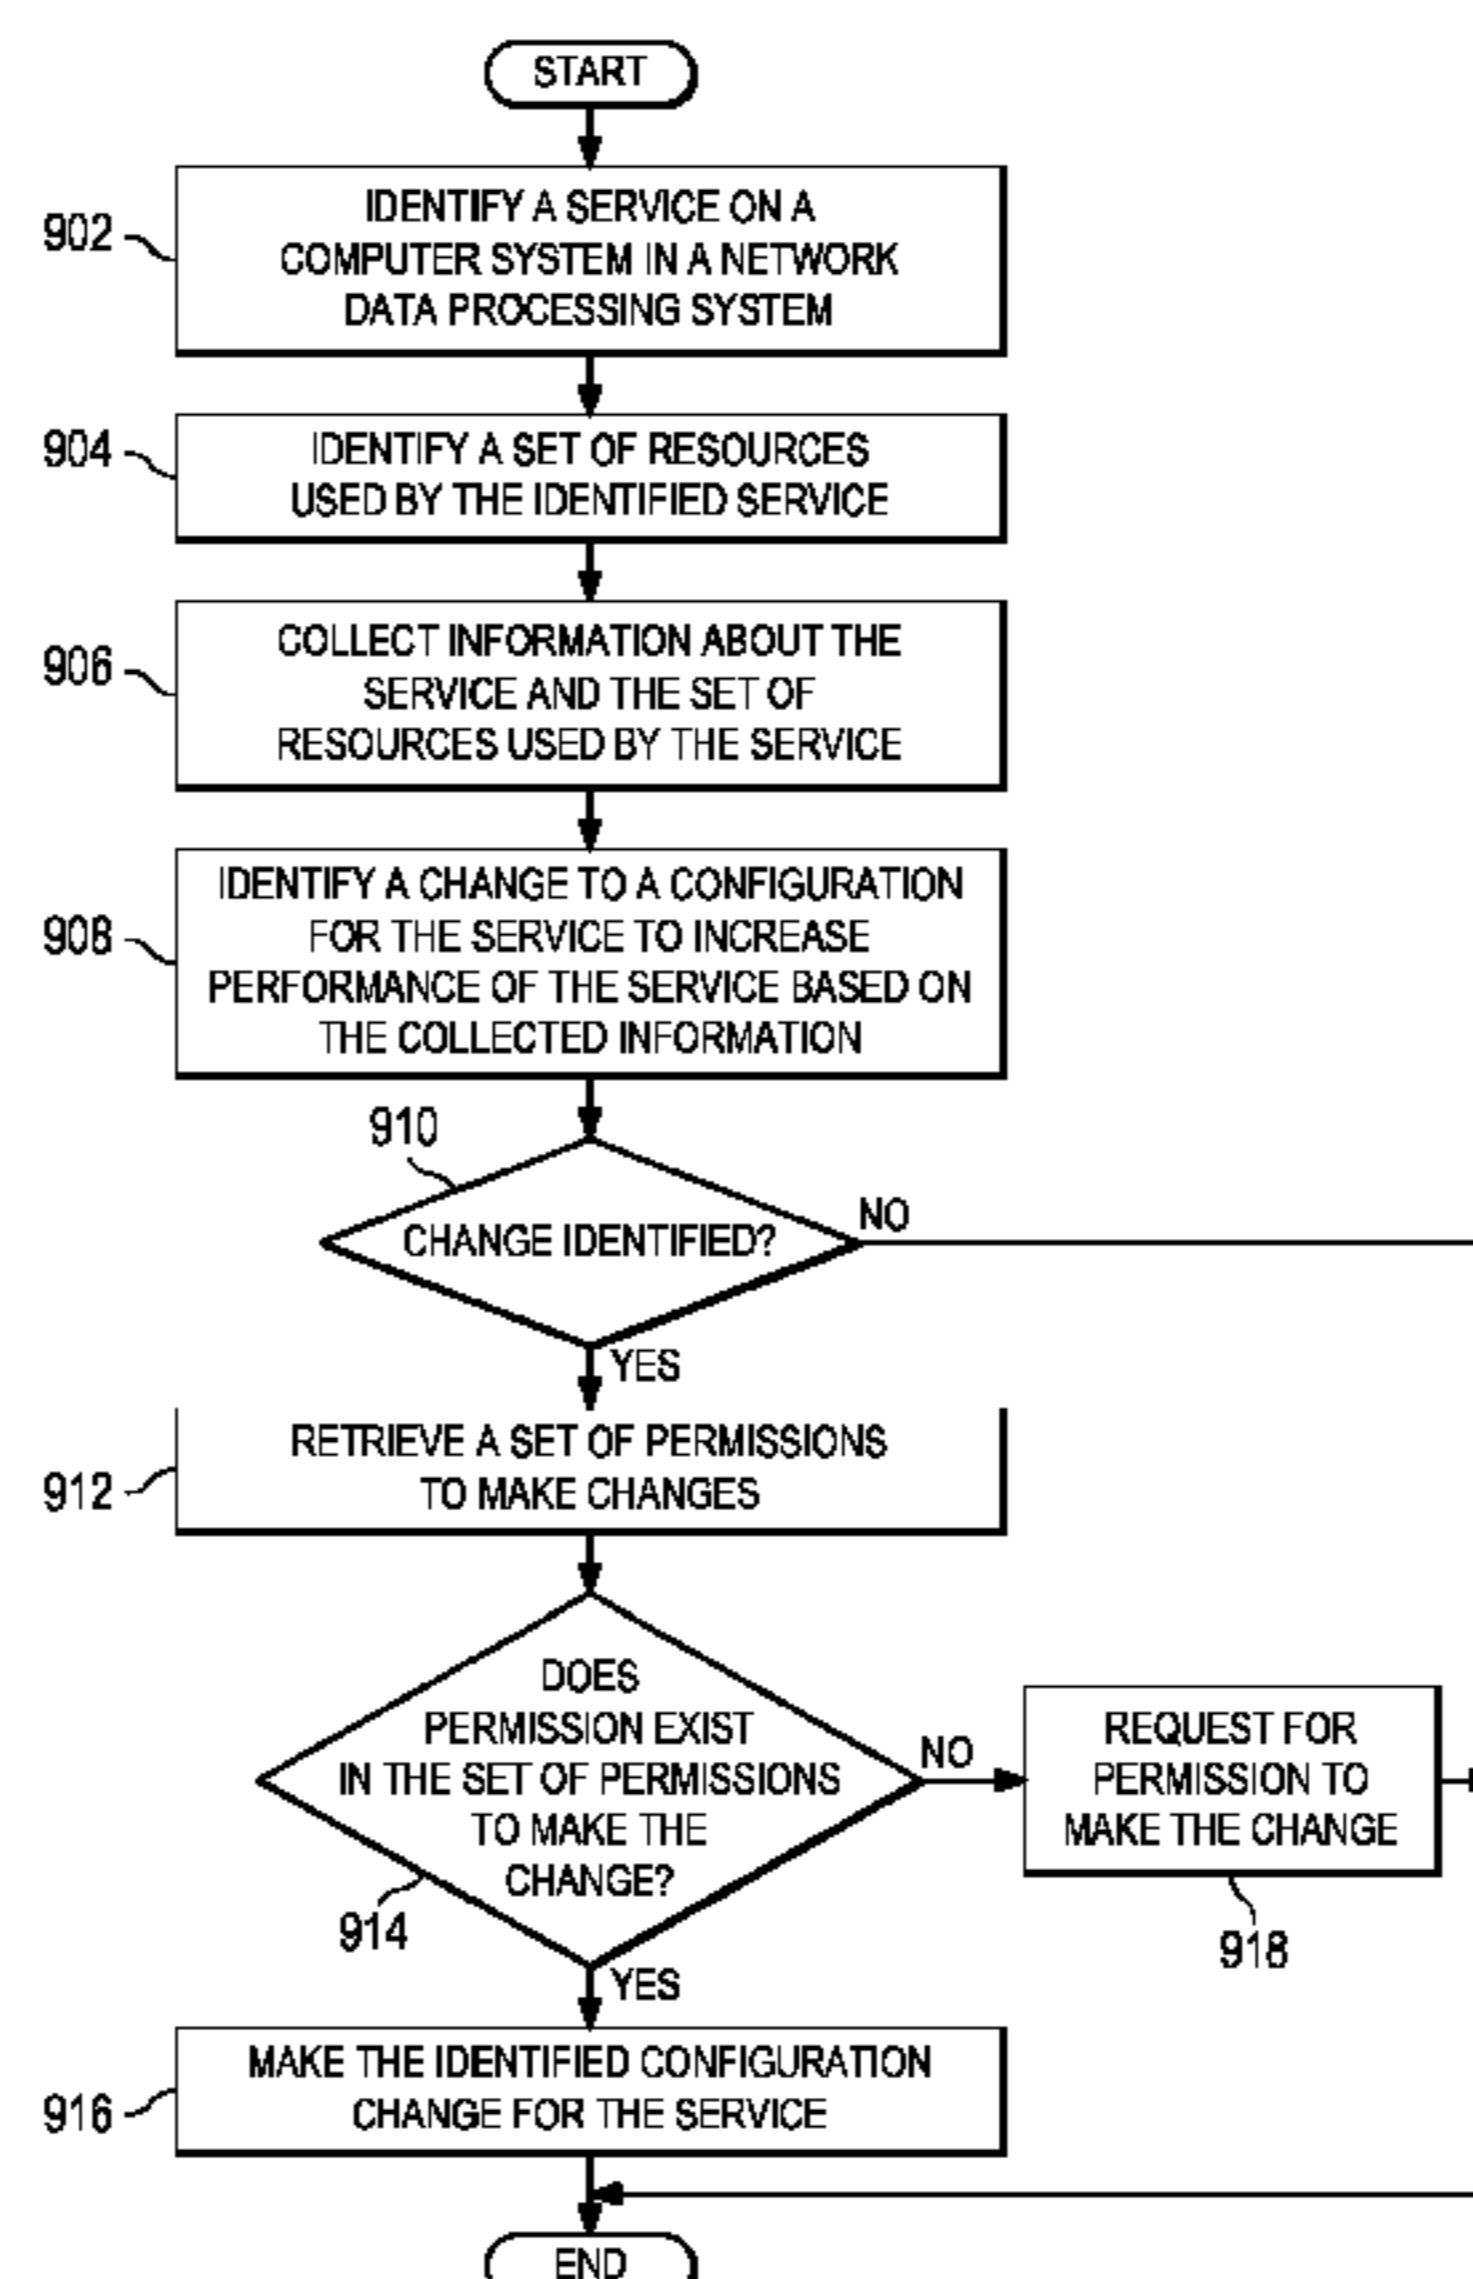 START
902
IDENTIFY A SERVICE ON A
COMPUTER SYSTEM IN A NETWORK
DATA PROCESSING SYSTEM
904
IDENTIFY A SET OF RESOURCES
USED BY THE IDENTIFIED SERVICE
906
COLLECT INFORMATION ABOUT THE
SERVICE AND THE SET OF
RESOURCES USED BY THE SERVICE
908
IDENTIFY A CHANGE TO A CONFIGURATION
FOR THE SERVICE TO INCREASE
PERFORMANCE OF THE SERVICE BASED ON
THE COLLECTED INFORMATION
910
CHANGE IDENTIFIED?
NO
YES
912
RETRIEVE A SET OF PERMISSIONS
TO MAKE CHANGES
DOES
PERMISSION EXIST
IN THE SET OF PERMISSIONS
TO MAKE THE
CHANGE?
914
NO
REQUEST FOR
PERMISSION TO
MAKE THE CHANGE
918
YES
916
MAKE THE IDENTIFIED CONFIGURATION
CHANGE FOR THE SERVICE
END